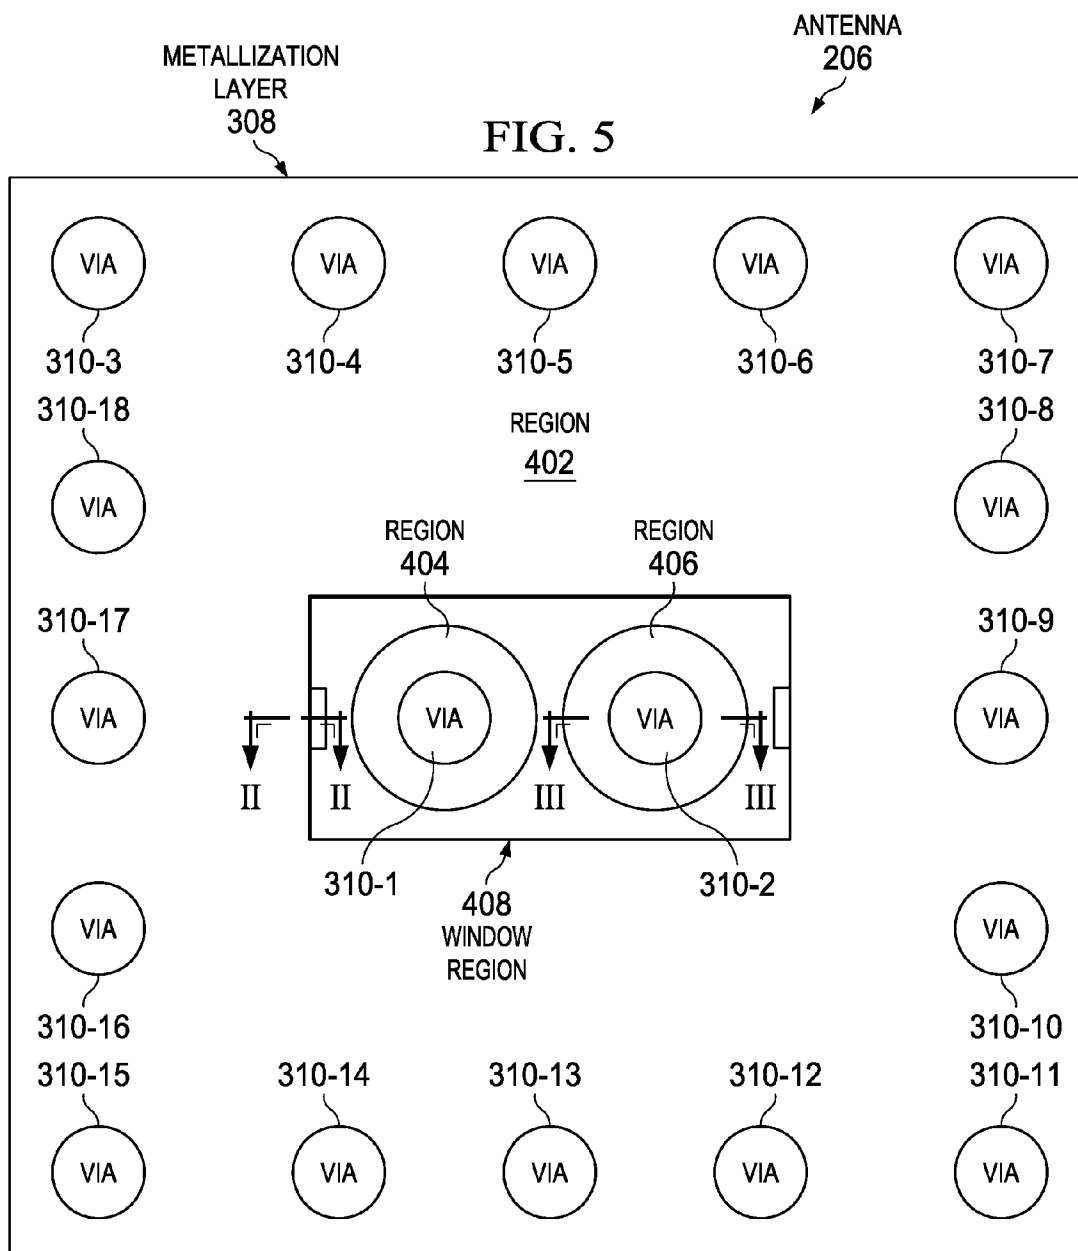 ANTENNA
206
METALLIZATION
LAYER
308
FIG. 5
VIA VIA VIA VIA VIA
310-3 310-4 310-5 310-6 310-7
310-18 310-8
REGION
402
VIA VIA
REGION REGION
404 406
310-17 310-9
VIA VIA VIA VIA
II II III III
310-1 310-2
408
WINDOW
REGION
VIA VIA
310-16 310-10
310-15 310-14 310-13 310-12 310-11
VIA VIA VIA VIA VIA